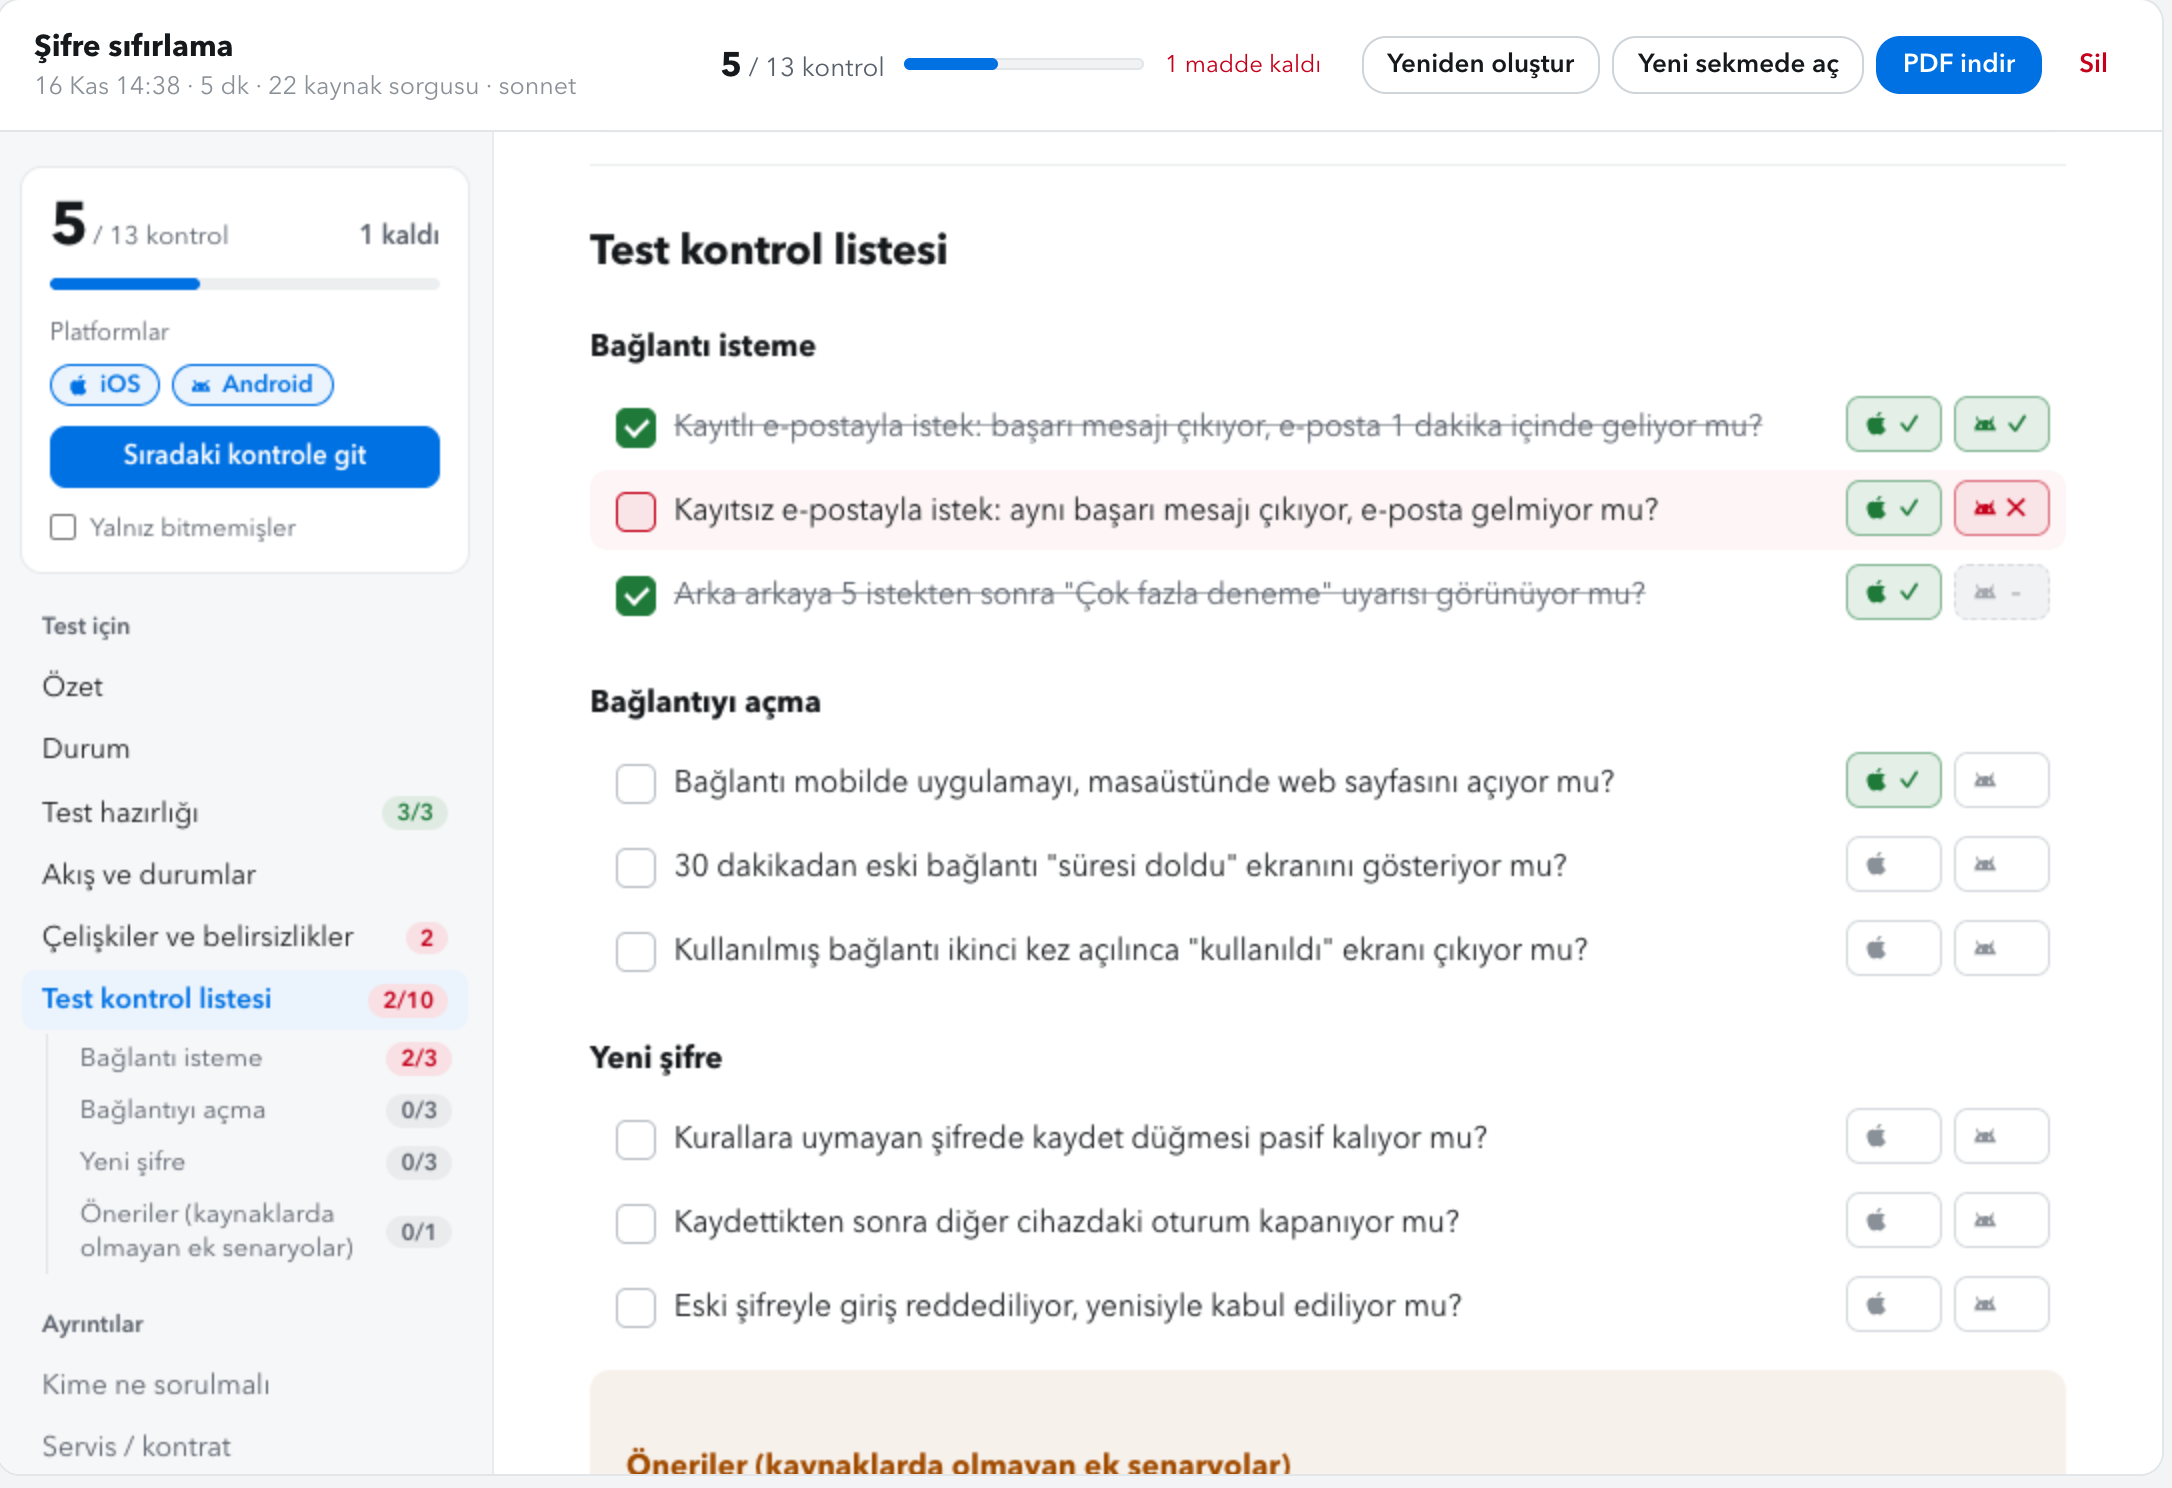 Şifre sıfırlama
16 Kas 14:38 · 5 dk · 22 kaynak sorgusu · sonnet
5 / 13 kontrol
1 madde kaldı
Yeniden oluştur
Yeni sekmede aç
PDF indir
Sil
5 / 13 kontrol
1 kaldı
Platformlar
iOS
Android
Sıradaki kontrole git
Yalnız bitmemişler
Test için
Özet
Durum
Test hazırlığı 3/3
Akış ve durumlar
Çelişkiler ve belirsizlikler 2
Test kontrol listesi 2/10
Bağlantı isteme 2/3
Bağlantıyı açma 0/3
Yeni şifre 0/3
Öneriler (kaynaklarda
olmayan ek senaryolar) 0/1
Ayrıntılar
Kime ne sorulmalı
Servis / kontrat
Test kontrol listesi
Bağlantı isteme
Kayıtlı e-postayla istek: başarı mesajı çıkıyor, e-posta 1 dakika içinde geliyor mu?
Kayıtsız e-postayla istek: aynı başarı mesajı çıkıyor, e-posta gelmiyor mu?
Arka arkaya 5 istekten sonra "Çok fazla deneme" uyarısı görünüyor mu?
Bağlantıyı açma
Bağlantı mobilde uygulamayı, masaüstünde web sayfasını açıyor mu?
30 dakikadan eski bağlantı "süresi doldu" ekranını gösteriyor mu?
Kullanılmış bağlantı ikinci kez açılınca "kullanıldı" ekranı çıkıyor mu?
Yeni şifre
Kurallara uymayan şifrede kaydet düğmesi pasif kalıyor mu?
Kaydettikten sonra diğer cihazdaki oturum kapanıyor mu?
Eski şifreyle giriş reddediliyor, yenisiyle kabul ediliyor mu?
Öneriler (kaynaklarda olmayan ek senaryolar)